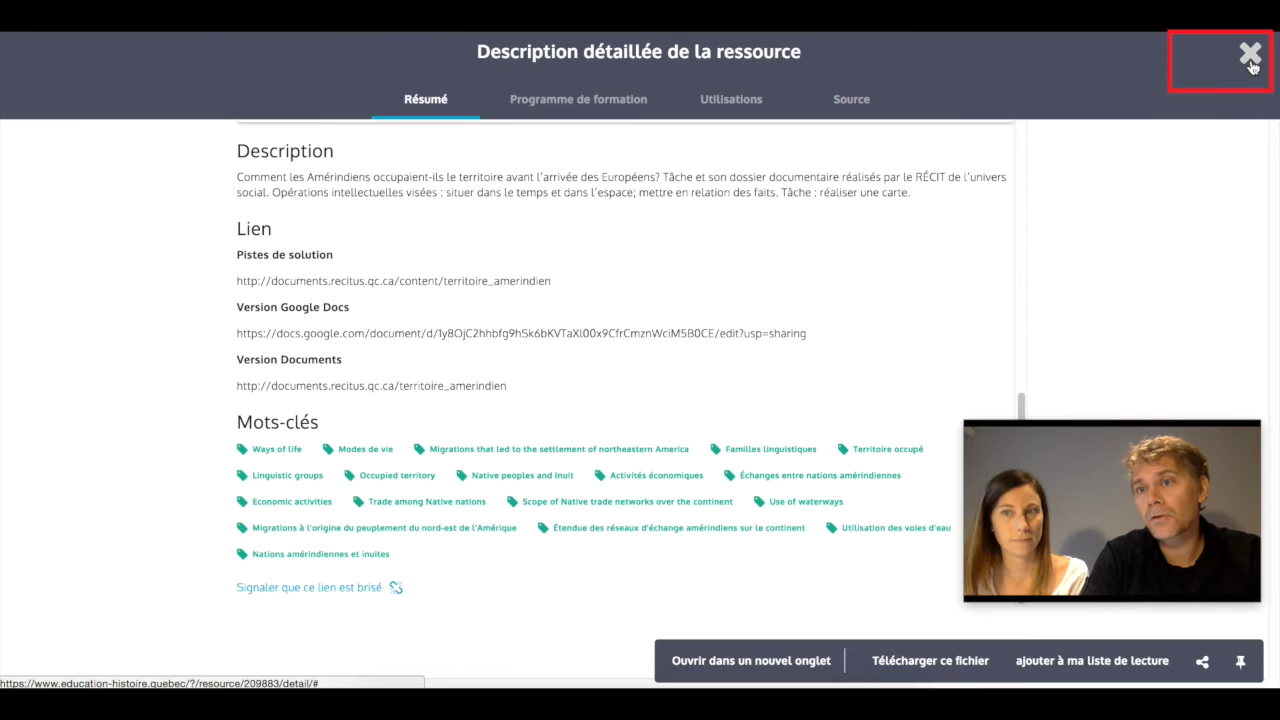 Description détaillée de la ressource
Résumé Programme de formation Utilisations Source
Description
Comment les Amérindiens occupaient-ils le territoire avant l'arrivée des Européens? Tâche et son dossier documentaire réalisés par le RÉCIT de l'univers
social. Opérations intellectuelles visées : situer dans le temps et dans l'espace; mettre en relation des faits. Tâche : réaliser une carte.
Lien
Pistes de solution
http://documents.recitus.qc.ca/content/territoire_amerindien
Version Google Docs
https://docs.google.com/document/d/1y8OjC2hhbfg9hSk6bKVTaXl00x9CfrCmznWciM5B0CE/edit?usp=sharing
Version Documents
http://documents.recitus.qc.ca/territoire_amerindien
Mots-clés
Ways of life Modes de vie Migrations that led to the settlement of northeastern America Familles linguistiques Territoire occupé
Linguistic groups Occupied territory Native peoples and Inuit Activités économiques Échanges entre nations amérindiennes
Economic activities Trade among Native nations Scope of Native trade networks over the continent Use of waterways
Migrations à l'origine du peuplement du nord-est de l'Amérique Étendue des réseaux d'échange amérindiens sur le continent Utilisation des voies d'eau
Nations amérindiennes et inuites
Signaler que ce lien est brisé
Ouvrir dans un nouvel onglet Télécharger ce fichier ajouter à ma liste de lecture
https://www.education-histoire.quebec/?/resource/209883/detail/#